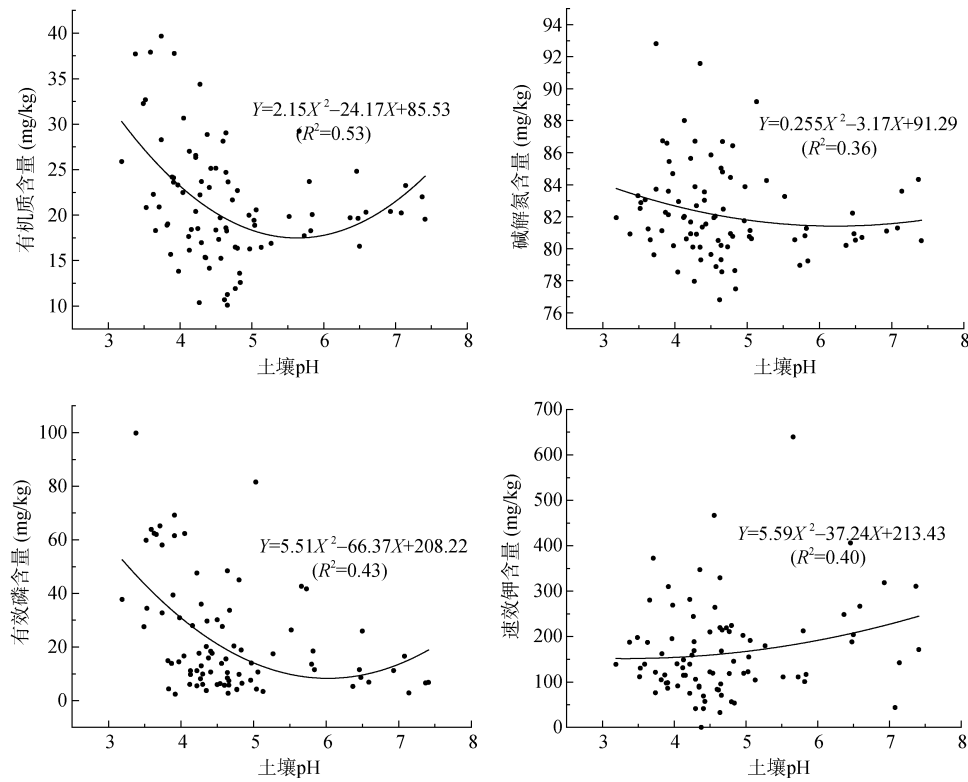 40
35
30
25
20
15
10
有机质含量 (mg/kg)
Y=2.15X²−24.17X+85.53
(R²=0.53)
3 4 5 6 7 8
土壤pH
94
92
90
88
86
84
82
80
78
76
碱解氮含量 (mg/kg)
Y=0.255X²−3.17X+91.29
(R²=0.36)
3 4 5 6 7 8
土壤pH
100
80
60
40
20
0
有效磷含量 (mg/kg)
Y=5.51X²−66.37X+208.22
(R²=0.43)
3 4 5 6 7 8
土壤pH
700
600
500
400
300
200
100
0
速效钾含量 (mg/kg)
Y=5.59X²−37.24X+213.43
(R²=0.40)
3 4 5 6 7 8
土壤pH